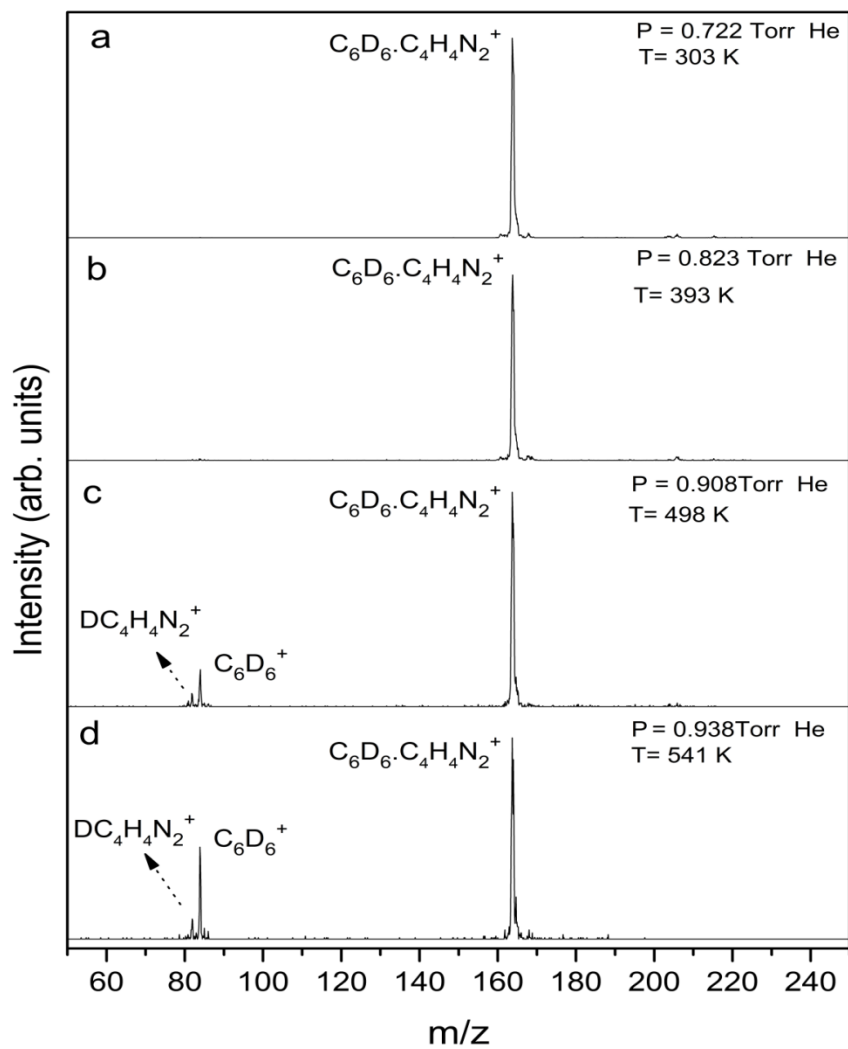 a
C₆D₆.C₄H₄N₂⁺
P = 0.722 Torr He
T= 303 K
b
C₆D₆.C₄H₄N₂⁺
P = 0.823 Torr He
T= 393 K
c
C₆D₆.C₄H₄N₂⁺
P = 0.908Torr He
T= 498 K
DC₄H₄N₂⁺
C₆D₆⁺
d
C₆D₆.C₄H₄N₂⁺
P = 0.938Torr He
T= 541 K
DC₄H₄N₂⁺
C₆D₆⁺
Intensity (arb. units)
60 80 100 120 140 160 180 200 220 240
m/z